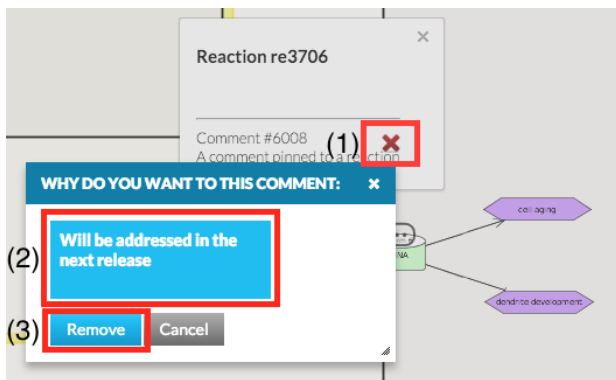 ×
Reaction re3706
Comment #6008
(1)
A comment pinned to a reaction
WHY DO YOU WANT TO THIS COMMENT: ×
(2)
Will be addressed in the
next release
(3)
Remove
Cancel
cell aging
NA
dendrite development